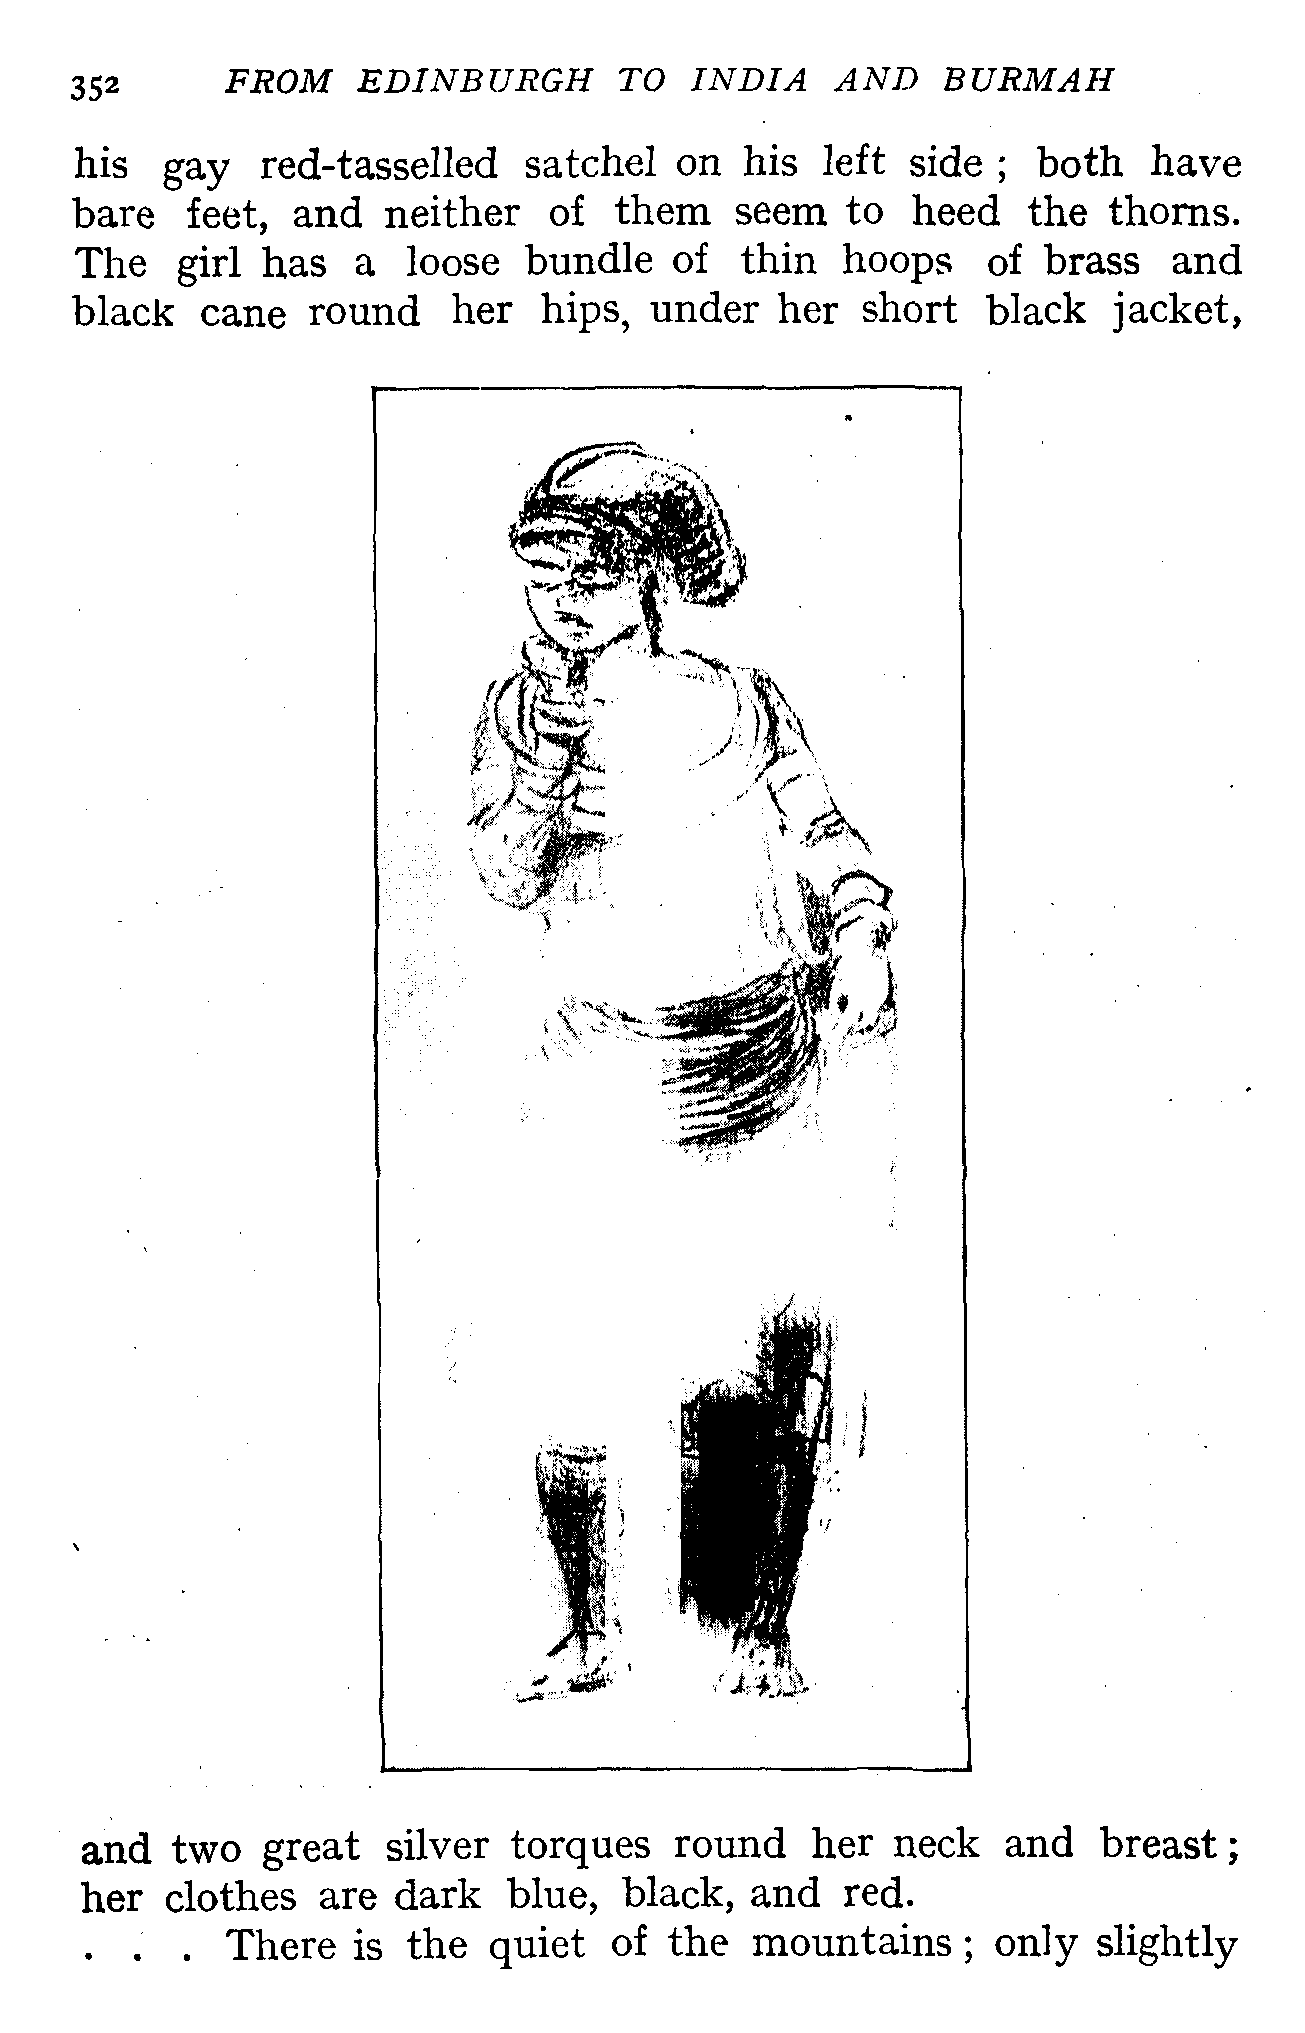 352 FROM EDINBURGH TO INDIA AND BURMAH
his gay red-tasselled satchel on his left side ; both have
bare feet, and neither of them seem to heed the thorns.
The girl has a loose bundle of thin hoops of brass and
black cane round her hips, under her short black jacket,
and two great silver torques round her neck and breast ;
her clothes are dark blue, black, and red.
. . . There is the quiet of the mountains ; only slightly